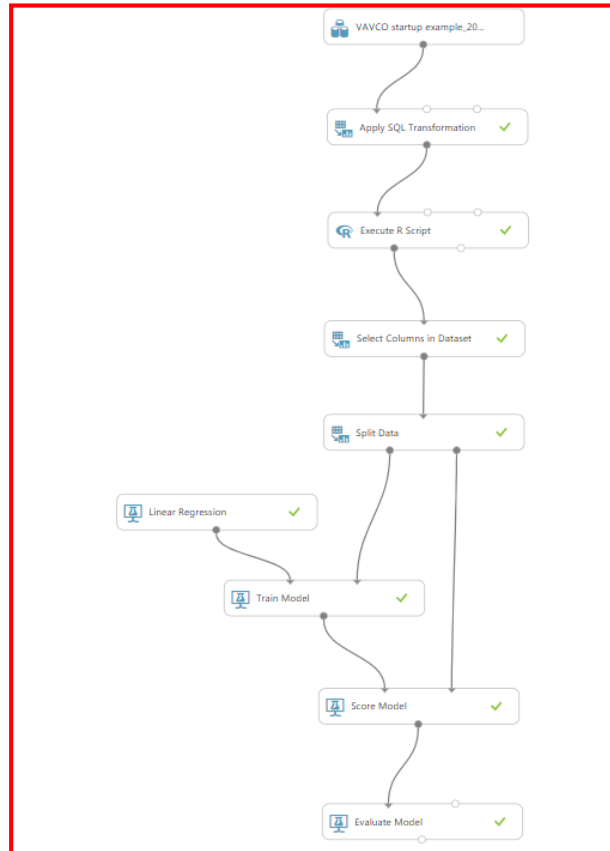 VAVCO startup example_20...
Apply SQL Transformation
Execute R Script
Select Columns in Dataset
Split Data
Linear Regression
Train Model
Score Model
Evaluate Model